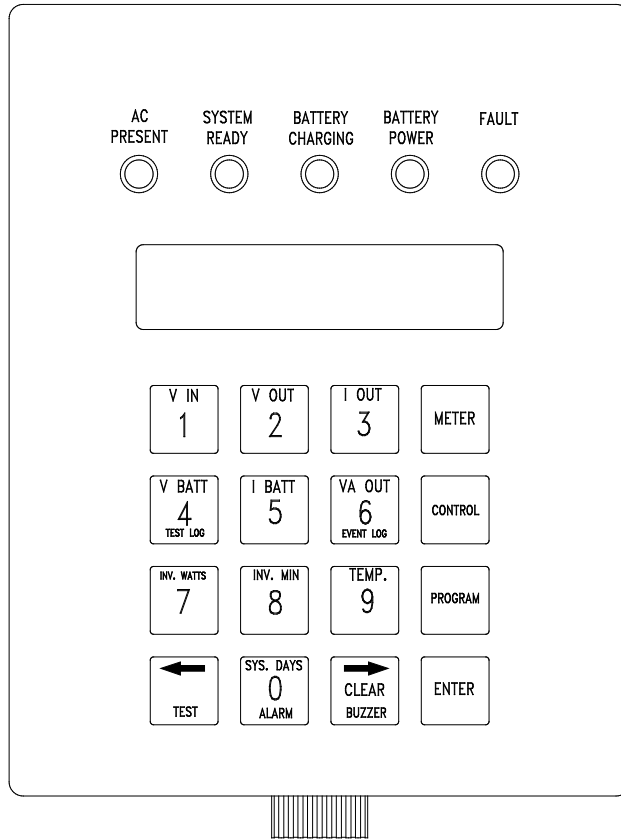 AC
PRESENT
SYSTEM
READY
BATTERY
CHARGING
BATTERY
POWER
FAULT
V IN
1
V OUT
2
I OUT
3
METER
V BATT
4
TEST LOG
I BATT
5
VA OUT
6
EVENT LOG
CONTROL
INV. WATTS
7
INV. MIN
8
TEMP.
9
PROGRAM
TEST
SYS. DAYS
0
ALARM
CLEAR
BUZZER
ENTER